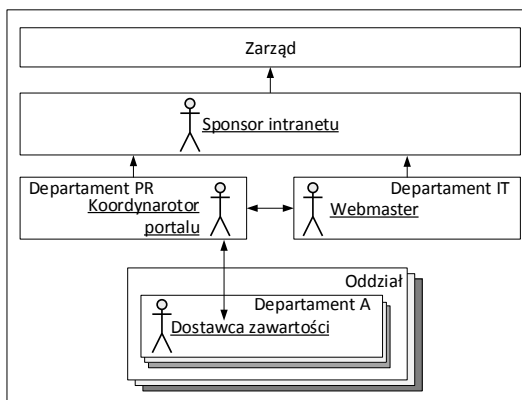 Zarząd
Sponsor intranetu
Departament PR
Koordynarotor
portalu
Departament IT
Webmaster
Oddział
Departament A
Dostawca zawartości